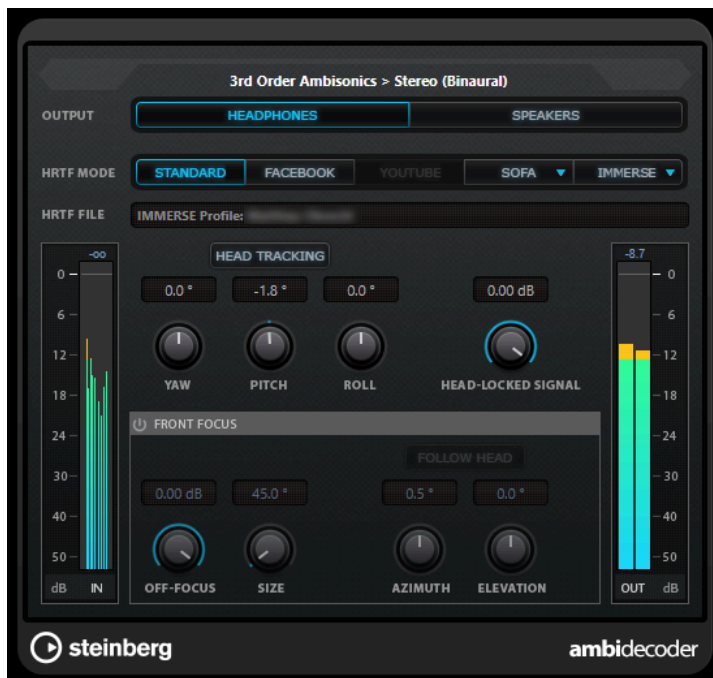 3rd Order Ambisonics > Stereo (Binaural)
OUTPUT HEADPHONES SPEAKERS
HRTF MODE STANDARD FACEBOOK YOUTUBE SOFA IMMERSE
HRTF FILE IMMERSE Profile:
-∞ HEAD TRACKING -8.7
0 0.0 ° -1.8 ° 0.0 ° 0.00 dB 0
6 6
12 12
YAW PITCH ROLL HEAD-LOCKED SIGNAL
18 18
FRONT FOCUS
24 24
FOLLOW HEAD
30 30
0.00 dB 45.0 ° 0.5 ° 0.0 °
40 40
50 50
dB IN OFF-FOCUS SIZE AZIMUTH ELEVATION OUT dB
steinberg ambidecoder